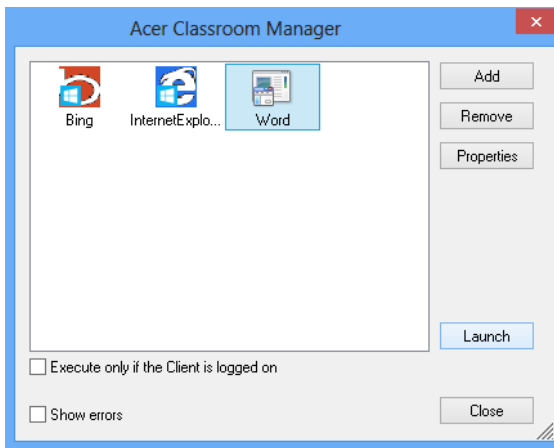 Acer Classroom Manager
Bing
InternetExplo...
Word
Add
Remove
Properties
Launch
Execute only if the Client is logged on
Show errors
Close